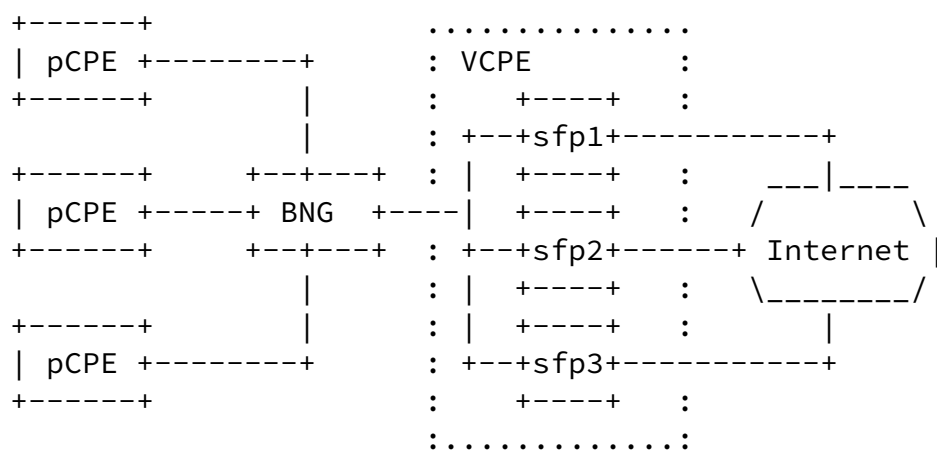 pCPE
VCPE
sfp1
pCPE BNG
sfp2 Internet
pCPE sfp3